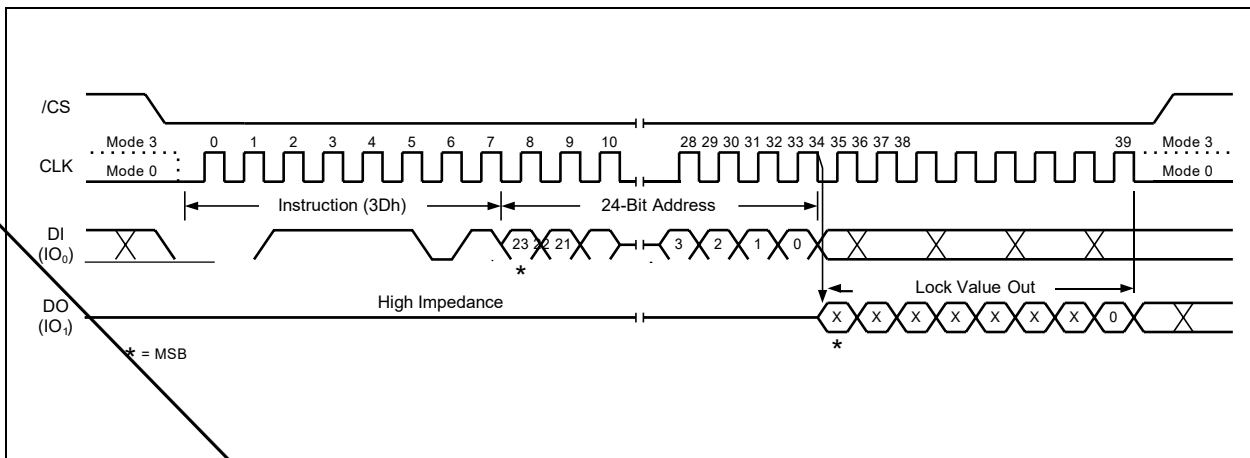 /CS
Mode 3 0 1 2 3 4 5 6 7 8 9 10 28 29 30 31 32 33 34 35 36 37 38 39 Mode 3
CLK
Mode 0 Mode 0
Instruction (3Dh) 24-Bit Address
DI
(IO₀)
23 22 21 3 2 1 0
*
Lock Value Out
High Impedance
DO
(IO₁)
X X X X X X X 0
*
* = MSB